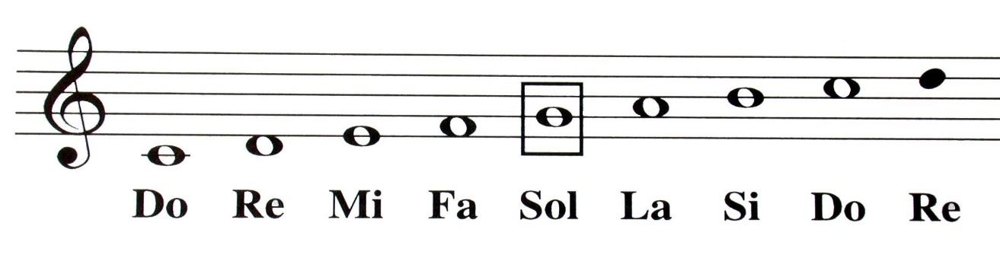 Do Re Mi Fa Sol La Si Do Re